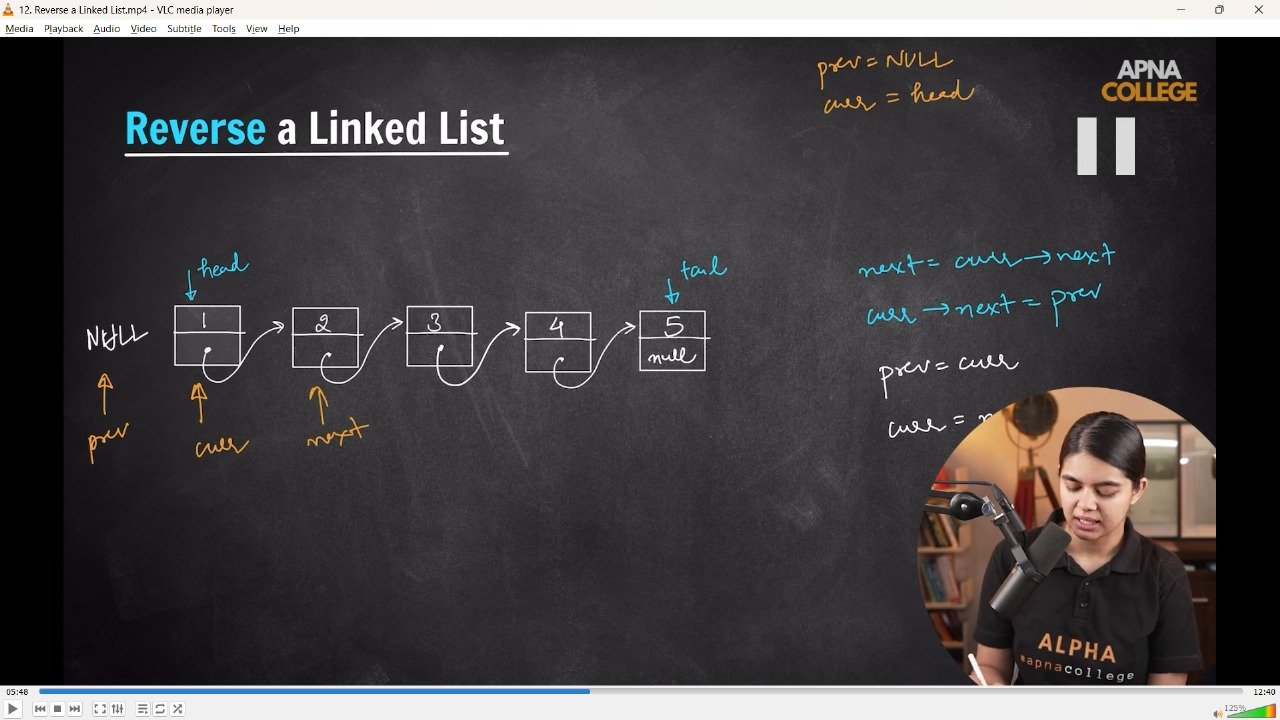 12. Reverse a Linked List.mp4 - VLC media player
Media Playback Audio Video Subtitle Tools View Help
prev = NULL
curr = head
APNA
COLLEGE
Reverse a Linked List
head
tail
next = curr → next
curr → next = prev
NULL
1
2
3
4
5
null
prev = curr
curr =
prev
curr
next
ALPHA
#apnacollege
05:48
12:40
125%